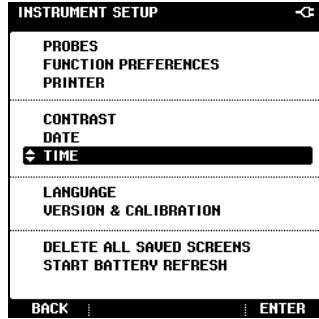 INSTRUMENT SETUP
PROBES
FUNCTION PREFERENCES
PRINTER
CONTRAST
DATE
TIME
LANGUAGE
VERSION & CALIBRATION
DELETE ALL SAVED SCREENS
START BATTERY REFRESH
BACK ENTER